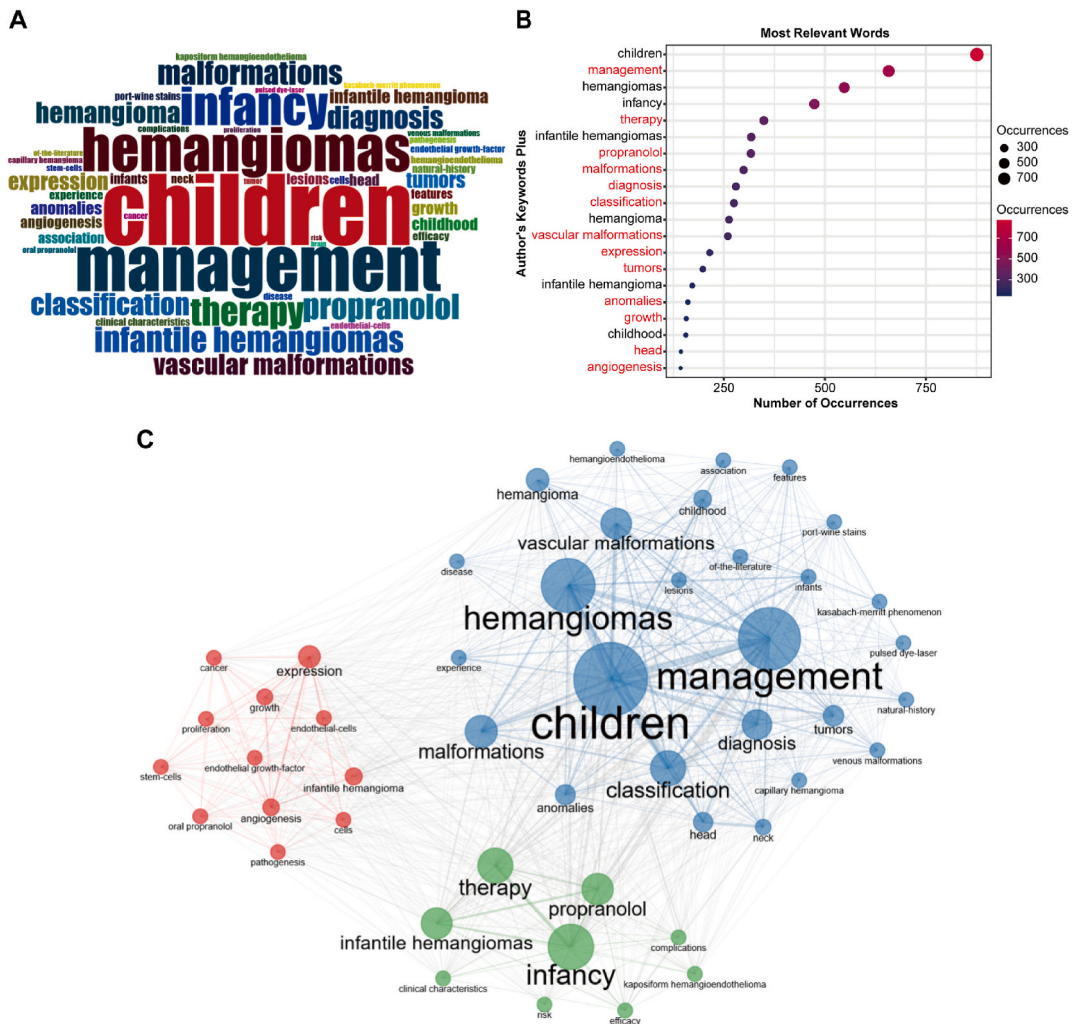 A
kaposiform hemangioendothelioma
malformations
kasabach-merritt phenomenon
pulsed dye-laser
port-wine stains
infancy
infantile hemangioma
hemangioma
diagnosis
complications
proliferation
venous malformations
pathogenesis
hemangiomas
endothelial growth-factor
of-the-literature
capillary hemangioma
hemangioendothelioma
stem-cells
natural-history
expression
infants
neck
tumor
lesions
cells
head
tumors
experience
children
features
anomalies
cancer
growth
angiogenesis
childhood
association
risk
efficacy
brain
oral propranolol
management
disease
classification
therapy
propranolol
clinical characteristics
endothelial-cells
infantile hemangiomas
vascular malformations
B
Most Relevant Words
Author's Keywords Plus
children
management
hemangiomas
infancy
therapy
infantile hemangiomas
propranolol
malformations
diagnosis
classification
hemangioma
vascular malformations
expression
tumors
infantile hemangioma
anomalies
growth
childhood
head
angiogenesis
250 500 750
Number of Occurrences
Occurrences
300
500
700
Occurrences
700
500
300
C
hemangioendothelioma
association
features
hemangioma
childhood
port-wine stains
vascular malformations
of-the-literature
disease
lesions
infants
kasabach-merritt phenomenon
hemangiomas
pulsed dye-laser
experience
management
natural-history
children
tumors
diagnosis
malformations
venous malformations
classification
capillary hemangioma
anomalies
head
neck
cancer
expression
growth
proliferation
endothelial-cells
endothelial growth-factor
stem-cells
infantile hemangioma
angiogenesis
oral propranolol
cells
pathogenesis
therapy
propranolol
infantile hemangiomas
complications
infancy
clinical characteristics
kaposiform hemangioendothelioma
risk
efficacy